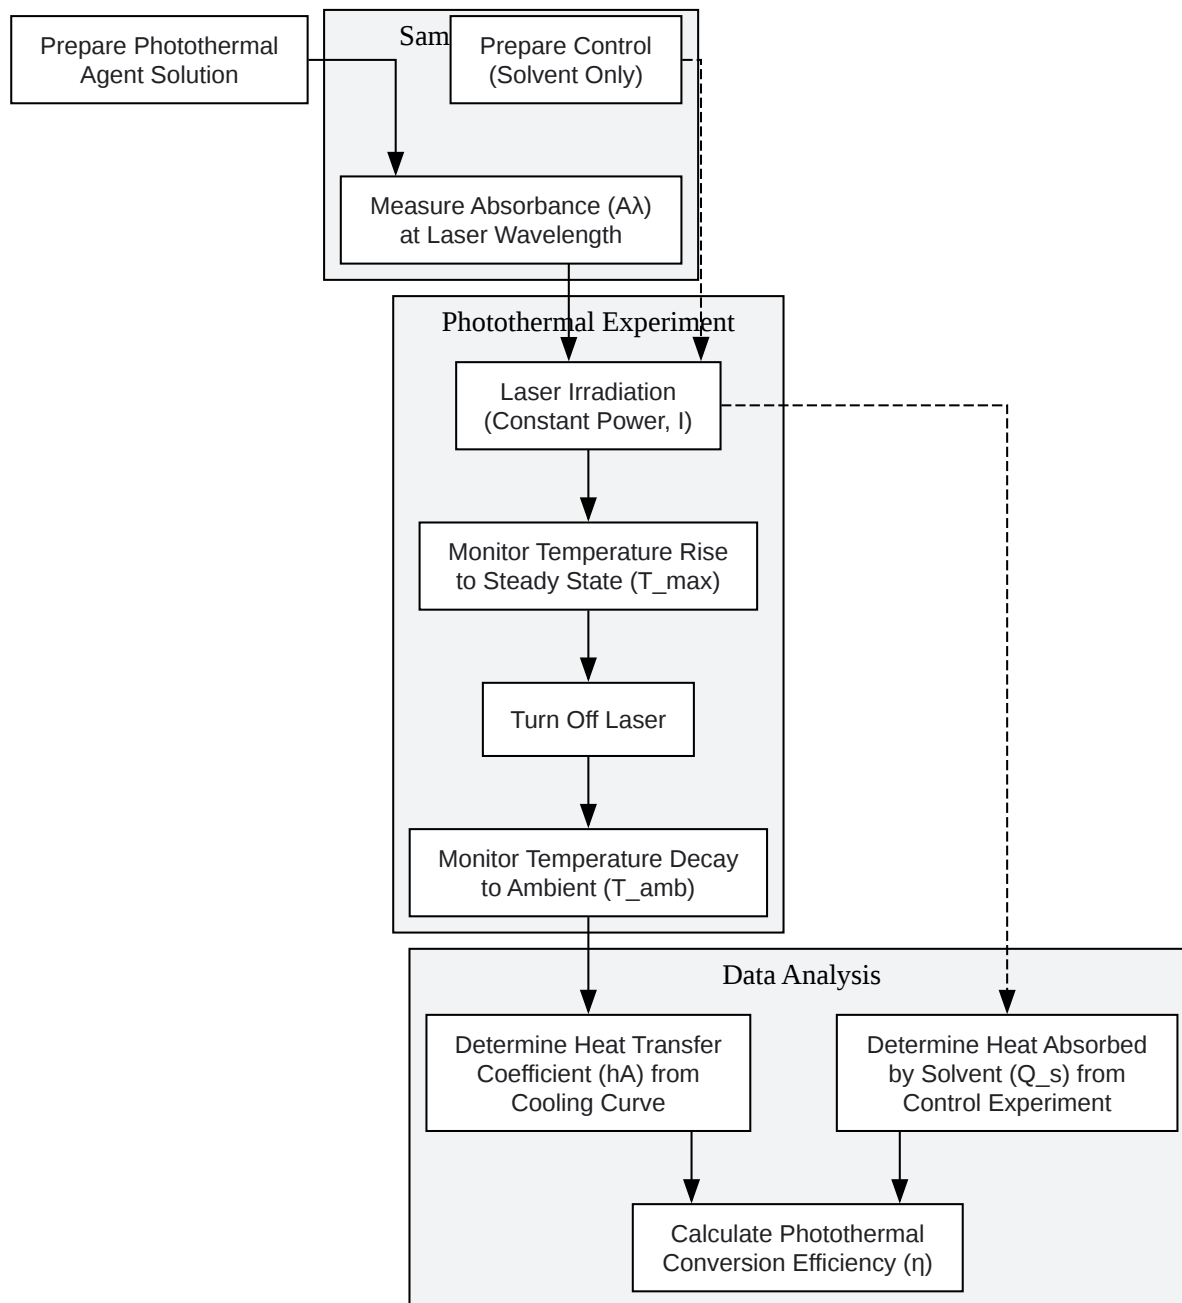 Prepare Photothermal
Agent Solution
Sam
Prepare Control
(Solvent Only)
Measure Absorbance (Aλ)
at Laser Wavelength
Photothermal Experiment
Laser Irradiation
(Constant Power, I)
Monitor Temperature Rise
to Steady State (T_max)
Turn Off Laser
Monitor Temperature Decay
to Ambient (T_amb)
Data Analysis
Determine Heat Transfer
Coefficient (hA) from
Cooling Curve
Determine Heat Absorbed
by Solvent (Q_s) from
Control Experiment
Calculate Photothermal
Conversion Efficiency (η)